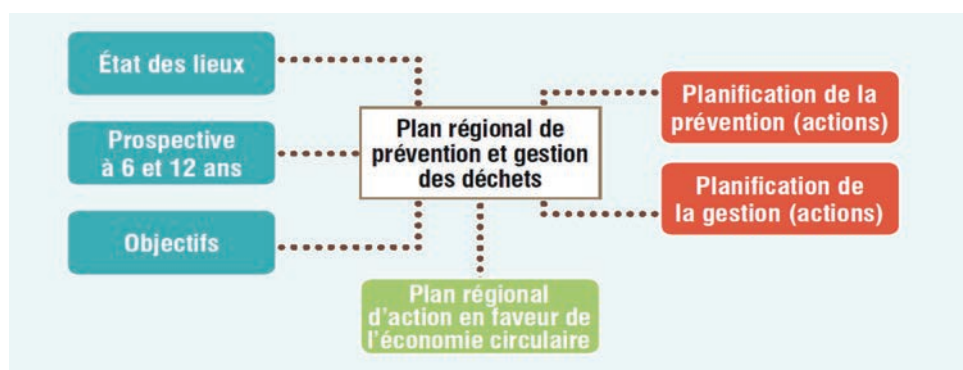 État des lieux
Prospective
à 6 et 12 ans
Objectifs
Plan régional de
prévention et gestion
des déchets
Plan régional
d'action en faveur de
l'économie circulaire
Planification de la
prévention (actions)
Planification de
la gestion (actions)